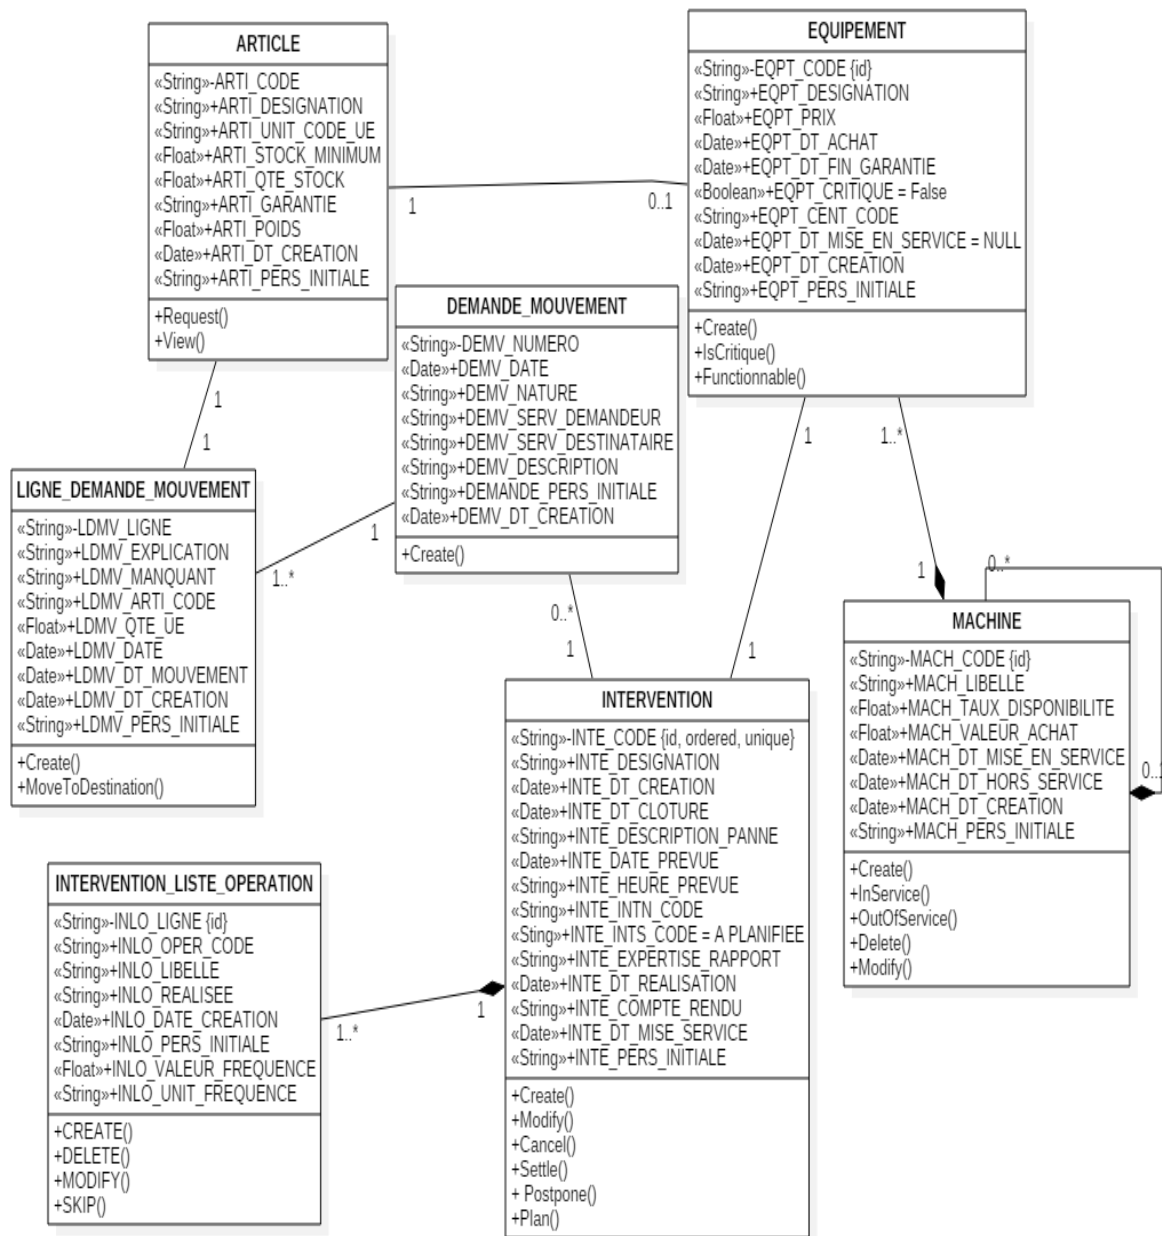 ARTICLE
«String»-ARTI_CODE
«String»+ARTI_DESIGNATION
«String»+ARTI_UNIT_CODE_UE
«Float»+ARTI_STOCK_MINIMUM
«Float»+ARTI_QTE_STOCK
«String»+ARTI_GARANTIE
«Float»+ARTI_POIDS
«Date»+ARTI_DT_CREATION
«String»+ARTI_PERS_INITIALE
+Request()
+View()
1
0..1
EQUIPEMENT
«String»-EQPT_CODE {id}
«String»+EQPT_DESIGNATION
«Float»+EQPT_PRIX
«Date»+EQPT_DT_ACHAT
«Date»+EQPT_DT_FIN_GARANTIE
«Boolean»+EQPT_CRITIQUE = False
«String»+EQPT_CENT_CODE
«Date»+EQPT_DT_MISE_EN_SERVICE = NULL
«Date»+EQPT_DT_CREATION
«String»+EQPT_PERS_INITIALE
+Create()
+IsCritique()
+Functionnable()
DEMANDE_MOUVEMENT
«String»-DEMV_NUMERO
«Date»+DEMV_DATE
«String»+DEMV_NATURE
«String»+DEMV_SERV_DEMANDEUR
«String»+DEMV_SERV_DESTINATAIRE
«String»+DEMV_DESCRIPTION
«String»+DEMANDE_PERS_INITIALE
«Date»+DEMV_DT_CREATION
+Create()
1
1
1
1..*
LIGNE_DEMANDE_MOUVEMENT
«String»-LDMV_LIGNE
«String»+LDMV_EXPLICATION
«String»+LDMV_MANQUANT
«String»+LDMV_ARTI_CODE
«Float»+LDMV_QTE_UE
«Date»+LDMV_DATE
«Date»+LDMV_DT_MOUVEMENT
«Date»+LDMV_DT_CREATION
«String»+LDMV_PERS_INITIALE
+Create()
+MoveToDestination()
1
1..*
0..*
1
1
1
0..*
MACHINE
«String»-MACH_CODE {id}
«String»+MACH_LIBELLE
«Float»+MACH_TAUX_DISPONIBILITE
«Float»+MACH_VALEUR_ACHAT
«Date»+MACH_DT_MISE_EN_SERVICE
«Date»+MACH_DT_HORS_SERVICE
«Date»+MACH_DT_CREATION
«String»+MACH_PERS_INITIALE
+Create()
+InService()
+OutOfService()
+Delete()
+Modify()
0..1
INTERVENTION
«String»-INTE_CODE {id, ordered, unique}
«String»+INTE_DESIGNATION
«Date»+INTE_DT_CREATION
«Date»+INTE_DT_CLOTURE
«String»+INTE_DESCRIPTION_PANNE
«Date»+INTE_DATE_PREVUE
«String»+INTE_HEURE_PREVUE
«String»+INTE_INTN_CODE
«Sting»+INTE_INTS_CODE = A PLANIFIEE
«String»+INTE_EXPERTISE_RAPPORT
«Date»+INTE_DT_REALISATION
«String»+INTE_COMPTE_RENDU
«Date»+INTE_DT_MISE_SERVICE
«String»+INTE_PERS_INITIALE
+Create()
+Modify()
+Cancel()
+Settle()
+ Postpone()
+Plan()
INTERVENTION_LISTE_OPERATION
«String»-INLO_LIGNE {id}
«String»+INLO_OPER_CODE
«String»+INLO_LIBELLE
«String»+INLO_REALISEE
«Date»+INLO_DATE_CREATION
«String»+INLO_PERS_INITIALE
«Float»+INLO_VALEUR_FREQUENCE
«String»+INLO_UNIT_FREQUENCE
+CREATE()
+DELETE()
+MODIFY()
+SKIP()
1..*
1